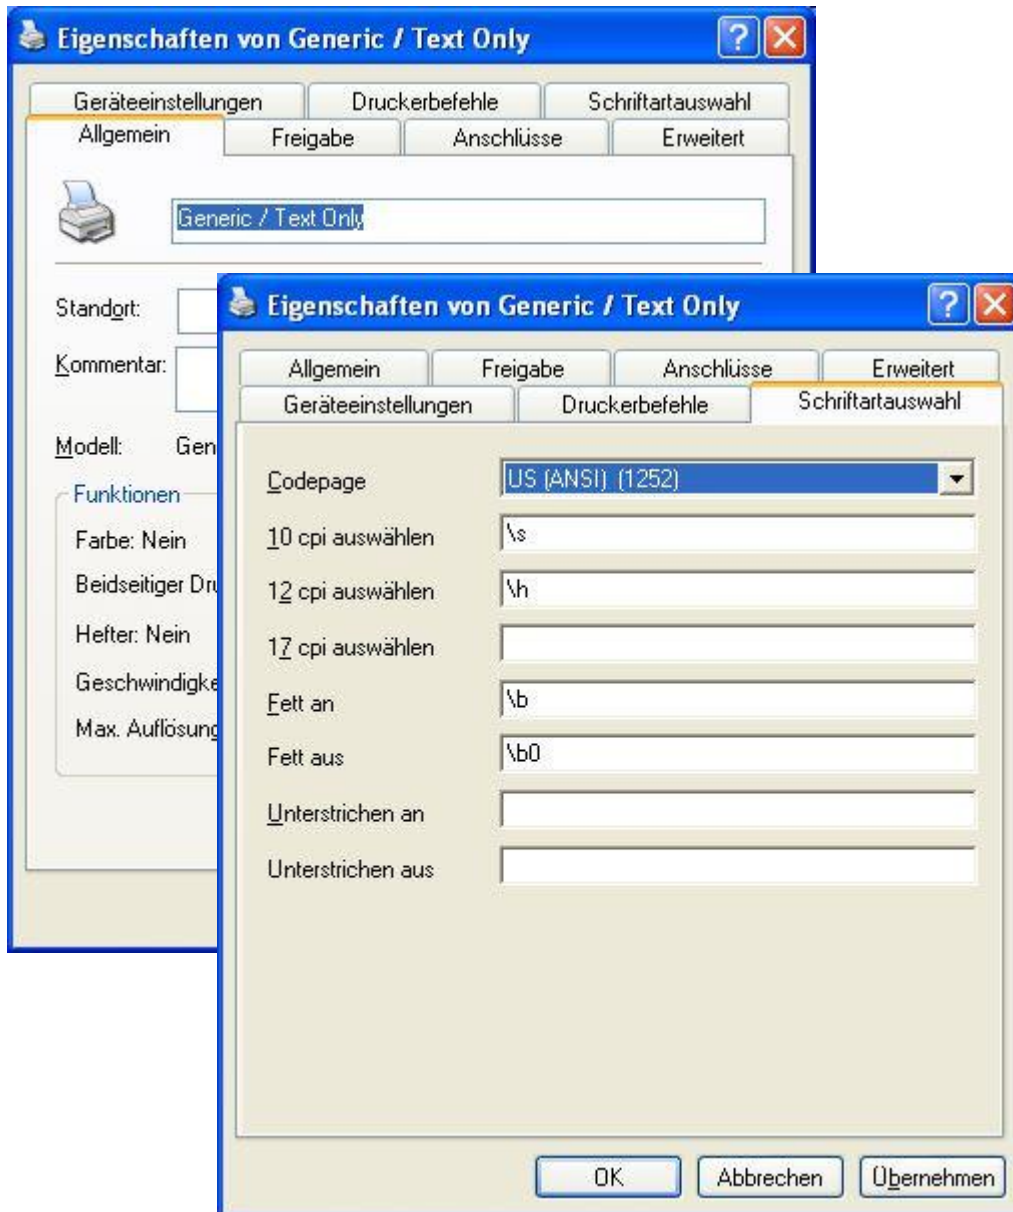 Eigenschaften von Generic / Text Only
Geräteeinstellungen Druckerbefehle Schriftartauswahl
Allgemein Freigabe Anschlüsse Erweitert
Generic / Text Only
Standort:
Kommentar:
Modell: Gen
Funktionen
Farbe: Nein
Beidseitiger Dru
Hefter: Nein
Geschwindigke
Max. Auflösung
Eigenschaften von Generic / Text Only
Allgemein Freigabe Anschlüsse Erweitert
Geräteeinstellungen Druckerbefehle Schriftartauswahl
Codepage US (ANSI) (1252)
10 cpi auswählen \s
12 cpi auswählen \h
17 cpi auswählen
Fett an \b
Fett aus \b0
Unterstrichen an
Unterstrichen aus
OK Abbrechen Übernehmen